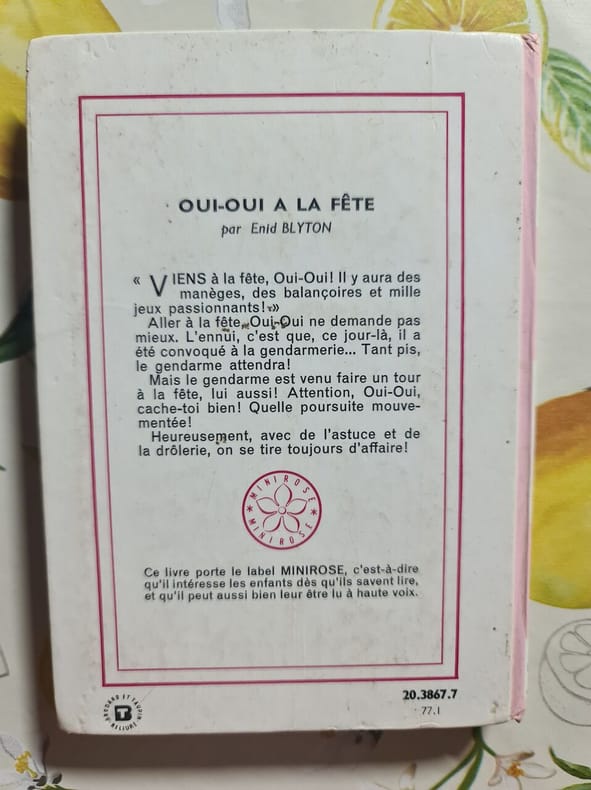 OUI-OUI A LA FÊTE
par Enid BLYTON
« VIENS à la fête, Oui-Oui! Il y aura des
manèges, des balançoires et mille
jeux passionnants!.»
Aller à la fête, Oui-Oui ne demande pas
mieux. L'ennui, c'est que, ce jour-là, il a
été convoqué à la gendarmerie... Tant pis,
le gendarme attendra!
Mais le gendarme est venu faire un tour
à la fête, lui aussi! Attention, Oui-Oui,
cache-toi bien! Quelle poursuite mouve-
mentée!
Heureusement, avec de l'astuce et de
la drôlerie, on se tire toujours d'affaire!
MINIROSE * MINIROSE *
Ce livre porte le label MINIROSE, c'est-à-dire
qu'il intéresse les enfants dès qu'ils savent lire,
et qu'il peut aussi bien leur être lu à haute voix.
BRODARD ET TAUPIN
RELIURE
20.3867.7
77.I